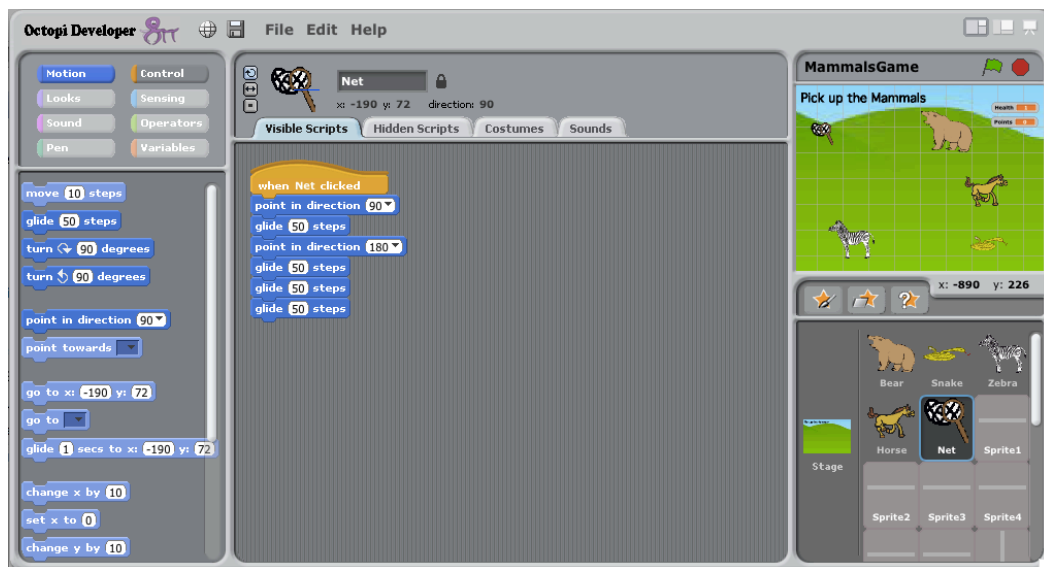 Octopi Developer File Edit Help
Motion Control
Looks Sensing
Sound Operators
Pen Variables
move 10 steps
glide 50 steps
turn 90 degrees
turn 90 degrees
point in direction 90
point towards
go to x: -190 y: 72
go to
glide 1 secs to x: -190 y: 72
change x by 10
set x to 0
change y by 10
Net
x: -190 y: 72 direction: 90
Visible Scripts Hidden Scripts Costumes Sounds
when Net clicked
point in direction 90
glide 50 steps
point in direction 180
glide 50 steps
glide 50 steps
glide 50 steps
MammalsGame
Pick up the Mammals
Health
Points
x: -890 y: 226
Bear Snake Zebra
Horse Net Sprite1
Stage
Sprite2 Sprite3 Sprite4